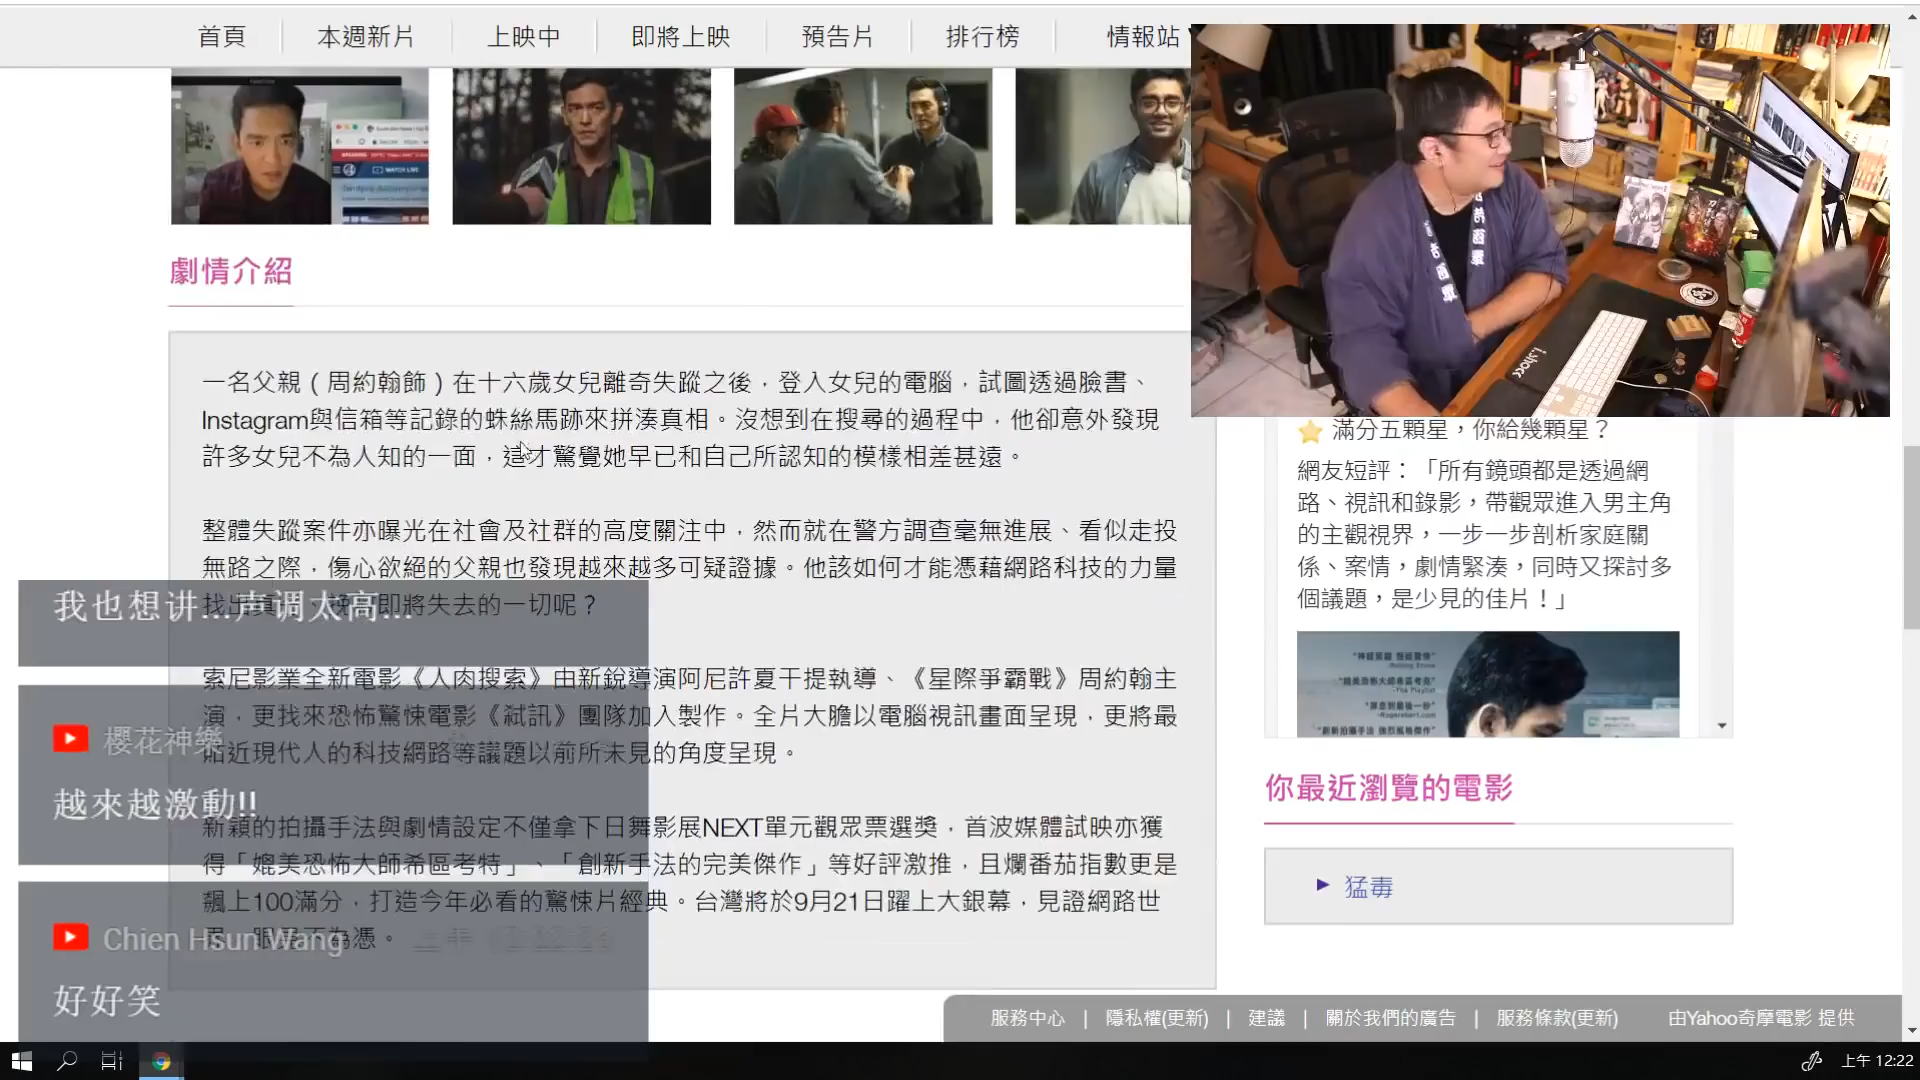 首頁
本週新片
上映中
即將上映
預告片
排行榜
情報站
劇情介紹
一名父親（周約翰飾）在十六歲女兒離奇失蹤之後，登入女兒的電腦，試圖透過臉書、
Instagram與信箱等記錄的蛛絲馬跡來拼湊真相。沒想到在搜尋的過程中，他卻意外發現
許多女兒不為人知的一面，這才驚覺她早已和自己所認知的模樣相差甚遠。
整體失蹤案件亦曝光在社會及社群的高度關注中，然而就在警方調查毫無進展、看似走投
無路之際，傷心欲絕的父親也發現越來越多可疑證據。他該如何才能憑藉網路科技的力量
即將失去的一切呢？
索尼影業全新電影《人肉搜索》由新銳導演阿尼許夏干提執導、《星際爭霸戰》周約翰主
演，更找來恐怖驚悚電影《弒訊》團隊加入製作。全片大膽以電腦視訊畫面呈現，更將最
貼近現代人的科技網路等議題以前所未見的角度呈現。
新穎的拍攝手法與劇情設定不僅拿下日舞影展NEXT單元觀眾票選獎，首波媒體試映亦獲
得「媲美恐怖大師希區考特」、「創新手法的完美傑作」等好評激推，且爛番茄指數更是
飆上100滿分，打造今年必看的驚悚片經典。台灣將於9月21日躍上大銀幕，見證網路世
為憑。
我也想讲...声调太高...
櫻花神樂
越來越激動!!
Chien Hsun Wang
好好笑
滿分五顆星，你給幾顆星？
網友短評：「所有鏡頭都是透過網
路、視訊和錄影，帶觀眾進入男主角
的主觀視界，一步一步剖析家庭關
係、案情，劇情緊湊，同時又探討多
個議題，是少見的佳片！」
你最近瀏覽的電影
猛毒
服務中心 | 隱私權(更新) | 建議 | 關於我們的廣告 | 服務條款(更新) 由Yahoo奇摩電影 提供
上午 12:22